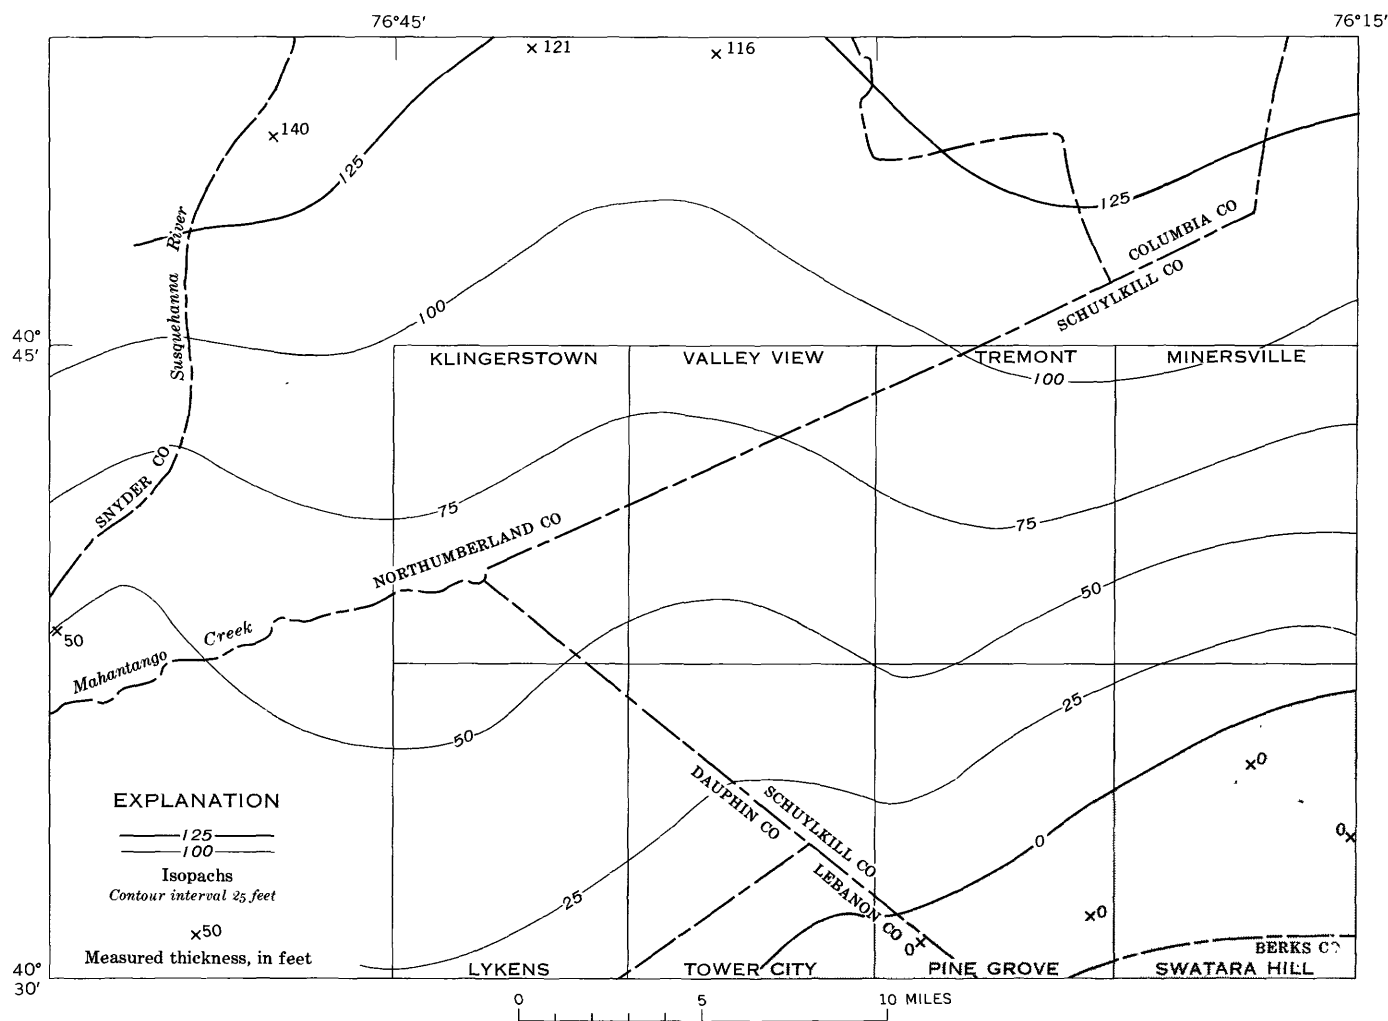 76°45′
76°15′
121
116
140
125
125
River
Susquehanna
COLUMBIA CO
SCHUYLKILL CO
100
40°
45′
KLINGERSTOWN
VALLEY VIEW
TREMONT
MINERSVILLE
100
SNYDER CO
75
75
NORTHUMBERLAND CO
50
50
Creek
Mahantango
25
50
DAUPHIN CO
SCHUYLKILL CO
0
0
0
EXPLANATION
125
100
Isopachs
Contour interval 25 feet
LEBANON CO
25
0
0
50
Measured thickness, in feet
BERKS CO
40°
30′
LYKENS
TOWER CITY
PINE GROVE
SWATARA HILL
0 5 10 MILES